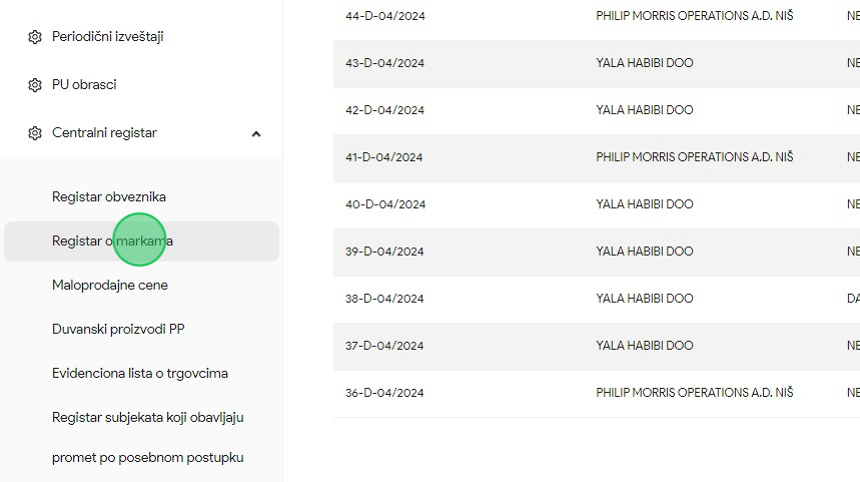 Periodični izveštaji
PU obrasci
Centralni registar
Registar obveznika
Registar o markama
Maloprodajne cene
Duvanski proizvodi PP
Evidenciona lista o trgovcima
Registar subjekata koji obavljaju
promet po posebnom postupku
44-D-04/2024 PHILIP MORRIS OPERATIONS A.D. NIŠ NE
43-D-04/2024 YALA HABIBI DOO NE
42-D-04/2024 YALA HABIBI DOO NE
41-D-04/2024 PHILIP MORRIS OPERATIONS A.D. NIŠ NE
40-D-04/2024 YALA HABIBI DOO NE
39-D-04/2024 YALA HABIBI DOO NE
38-D-04/2024 YALA HABIBI DOO DA
37-D-04/2024 YALA HABIBI DOO NE
36-D-04/2024 PHILIP MORRIS OPERATIONS A.D. NIŠ NE